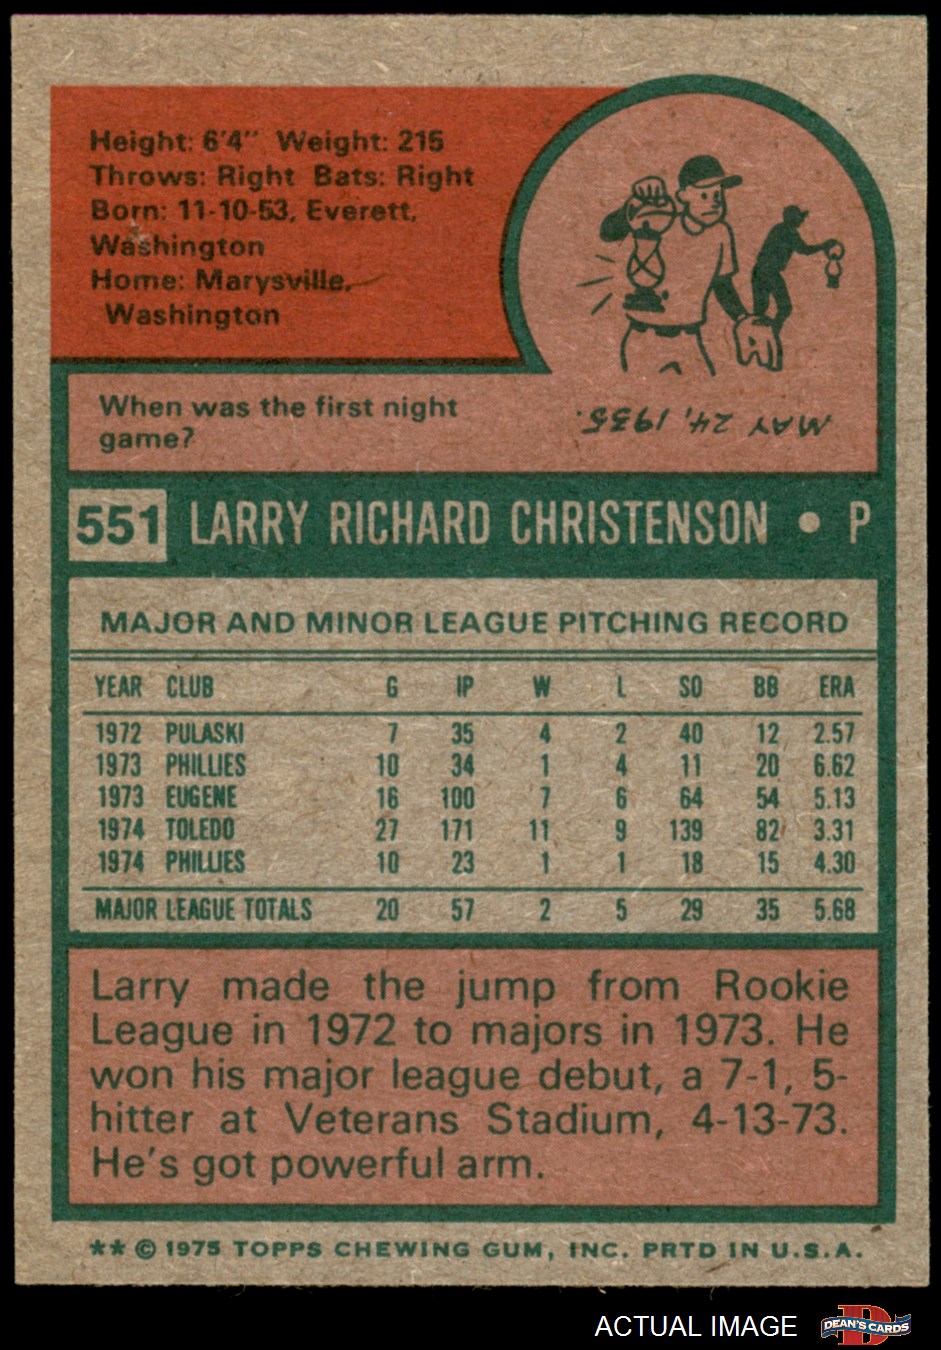 Height: 6'4" Weight: 215
Throws: Right Bats: Right
Born: 11-10-53, Everett,
Washington
Home: Marysville,
Washington
When was the first night
game?
MAY 24, 1935.
551 LARRY RICHARD CHRISTENSON • P
MAJOR AND MINOR LEAGUE PITCHING RECORD
YEAR CLUB G IP W L SO BB ERA
1972 PULASKI 7 35 4 2 40 12 2.57
1973 PHILLIES 10 34 1 4 11 20 6.62
1973 EUGENE 16 100 7 6 64 54 5.13
1974 TOLEDO 27 171 11 9 139 82 3.31
1974 PHILLIES 10 23 1 1 18 15 4.30
MAJOR LEAGUE TOTALS 20 57 2 5 29 35 5.68
Larry made the jump from Rookie
League in 1972 to majors in 1973. He
won his major league debut, a 7-1, 5-
hitter at Veterans Stadium, 4-13-73.
He's got powerful arm.
** © 1975 TOPPS CHEWING GUM, INC. PRTD IN U.S.A.
ACTUAL IMAGE D
DEAN'S CARDS